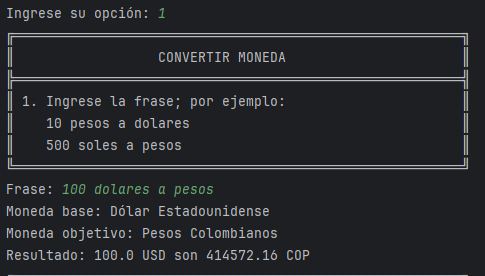 Ingrese su opción: 1
CONVERTIR MONEDA
1. Ingrese la frase; por ejemplo:
10 pesos a dolares
500 soles a pesos
Frase: 100 dolares a pesos
Moneda base: Dólar Estadounidense
Moneda objetivo: Pesos Colombianos
Resultado: 100.0 USD son 414572.16 COP